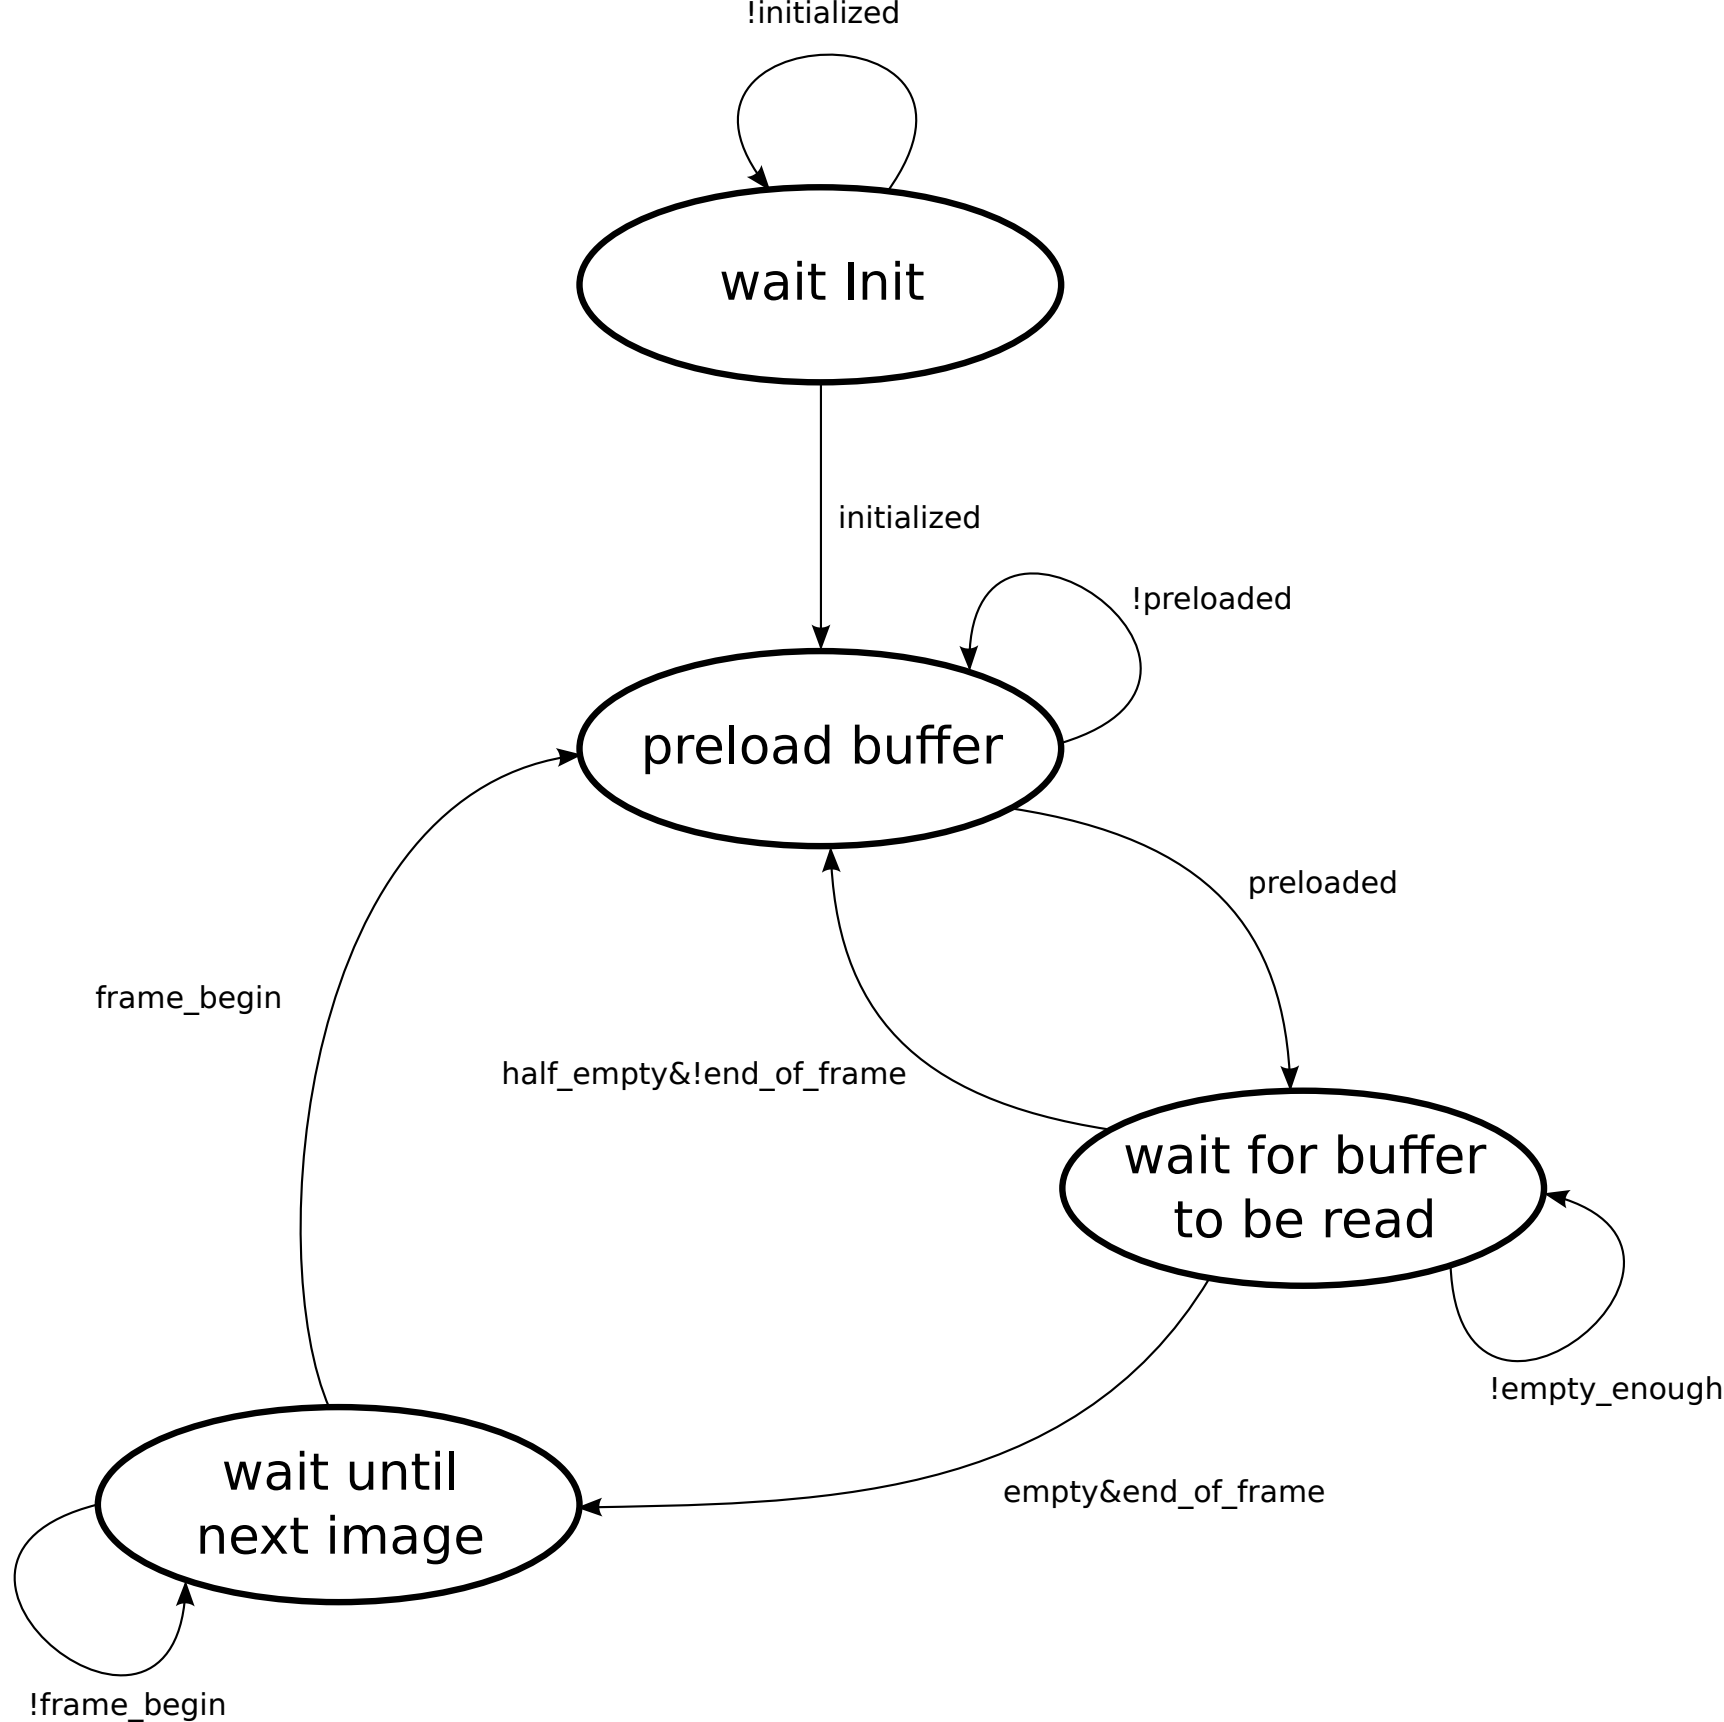 !initialized
wait Init
initialized
!preloaded
preload buffer
preloaded
frame_begin
half_empty&!end_of_frame
wait for buffer
to be read
!empty_enough
empty&end_of_frame
wait until
next image
!frame_begin